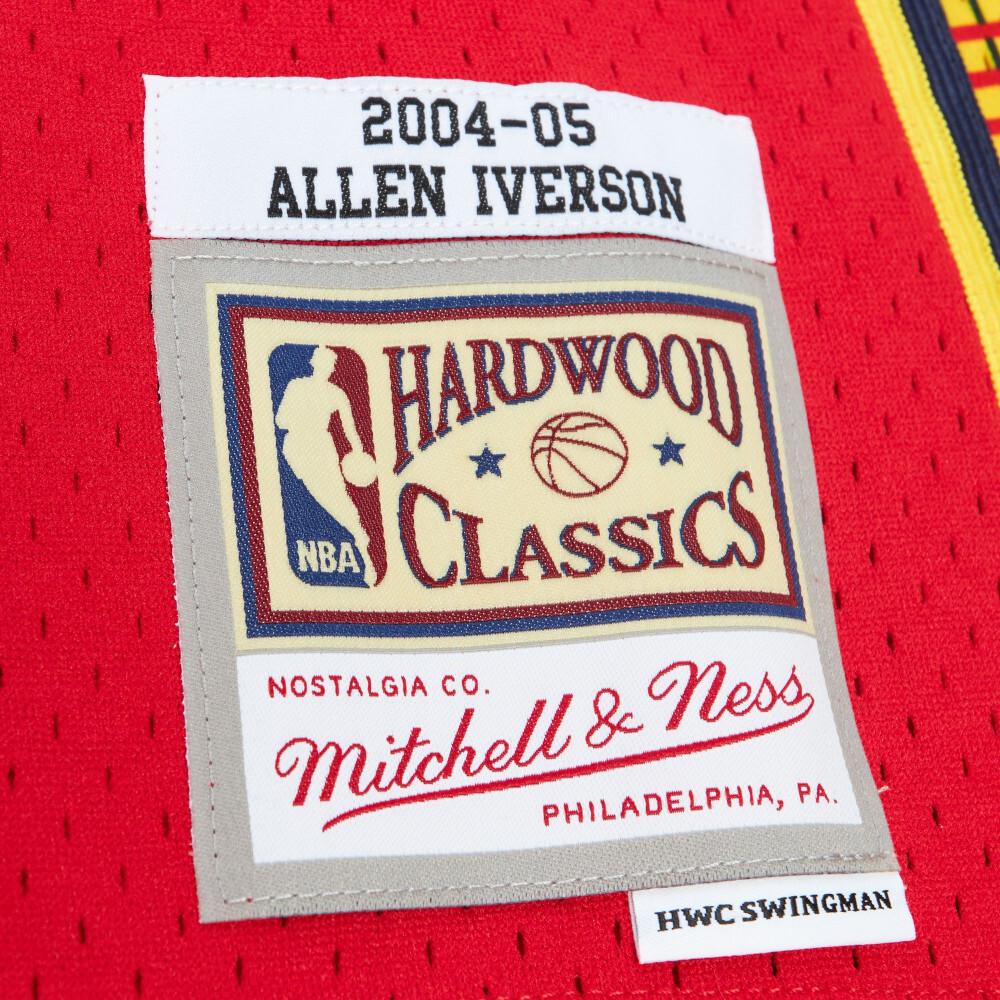 2004-05
ALLEN IVERSON
HARDWOOD
CLASSICS
NBA
NOSTALGIA CO.
Mitchell & Ness
PHILADELPHIA, PA.
HWC SWINGMAN